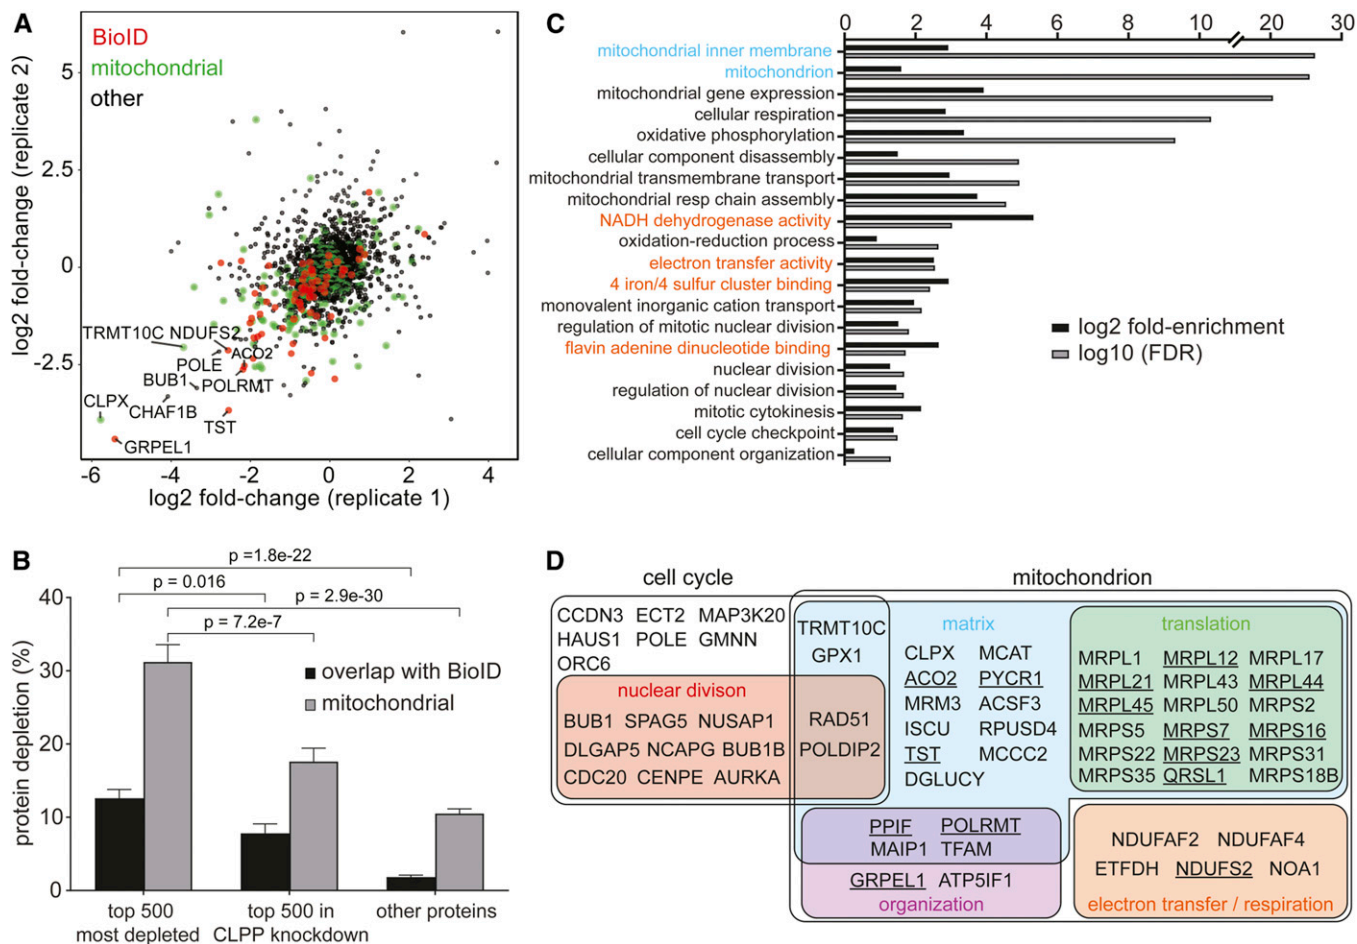 A
BioID
mitochondrial
other
log2 fold-change (replicate 2)
5
2.5
0
-2.5
TRMT10C NDUFS2
POLE ACO2
BUB1 POLRMT
CLPX CHAF1B
TST
GRPEL1
-6 -4 -2 0 2 4
log2 fold-change (replicate 1)
B
p =1.8e-22
p = 0.016
p = 2.9e-30
p = 7.2e-7
protein depletion (%)
40
30
20
10
0
overlap with BioID
mitochondrial
top 500 most depleted
top 500 in CLPP knockdown
other proteins
C
0 2 4 6 8 10 20 30
mitochondrial inner membrane
mitochondrion
mitochondrial gene expression
cellular respiration
oxidative phosphorylation
cellular component disassembly
mitochondrial transmembrane transport
mitochondrial resp chain assembly
NADH dehydrogenase activity
oxidation-reduction process
electron transfer activity
4 iron/4 sulfur cluster binding
monovalent inorganic cation transport
regulation of mitotic nuclear division
flavin adenine dinucleotide binding
nuclear division
regulation of nuclear division
mitotic cytokinesis
cell cycle checkpoint
cellular component organization
log2 fold-enrichment
log10 (FDR)
D
cell cycle
mitochondrion
CCDN3 ECT2 MAP3K20
HAUS1 POLE GMNN
ORC6
nuclear divison
BUB1 SPAG5 NUSAP1
DLGAP5 NCAPG BUB1B
CDC20 CENPE AURKA
TRMT10C
GPX1
RAD51
POLDIP2
matrix
CLPX MCAT
ACO2 PYCR1
MRM3 ACSF3
ISCU RPUSD4
TST MCCC2
DGLUCY
translation
MRPL1 MRPL12 MRPL17
MRPL21 MRPL43 MRPL44
MRPL45 MRPL50 MRPS2
MRPS5 MRPS7 MRPS16
MRPS22 MRPS23 MRPS31
MRPS35 QRSL1 MRPS18B
PPIF POLRMT
MAIP1 TFAM
GRPEL1 ATP5IF1
organization
NDUFAF2 NDUFAF4
ETFDH NDUFS2 NOA1
electron transfer / respiration